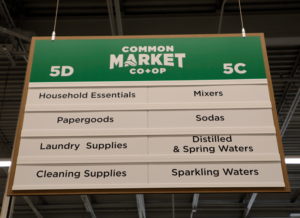 COMMON
MARKET
CO+OP
5D
5C
Household Essentials
Mixers
Papergoods
Sodas
Laundry Supplies
Distilled
& Spring Waters
Cleaning Supplies
Sparkling Waters